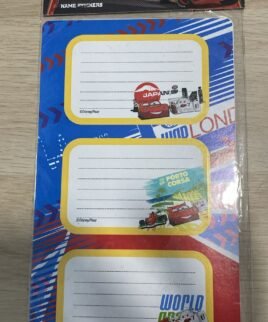 NAME STICKERS
JAPAN
©Disney/Pixar
LOND
PORTO
CORSA
©Disney/Pixar
WORLD